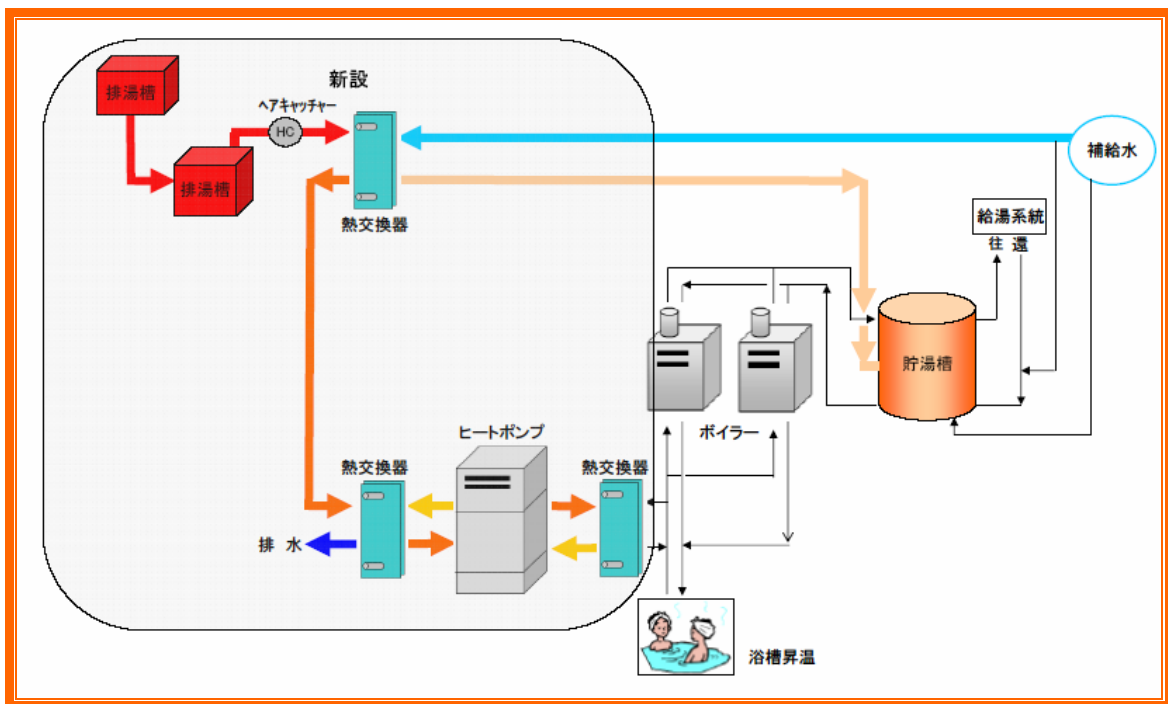 新設
排湯槽
ヘアキャッチャー
HC
補給水
排湯槽
給湯系統
熱交換器
往 還
貯湯槽
ヒートポンプ
ボイラー
熱交換器
熱交換器
排 水
浴槽昇温